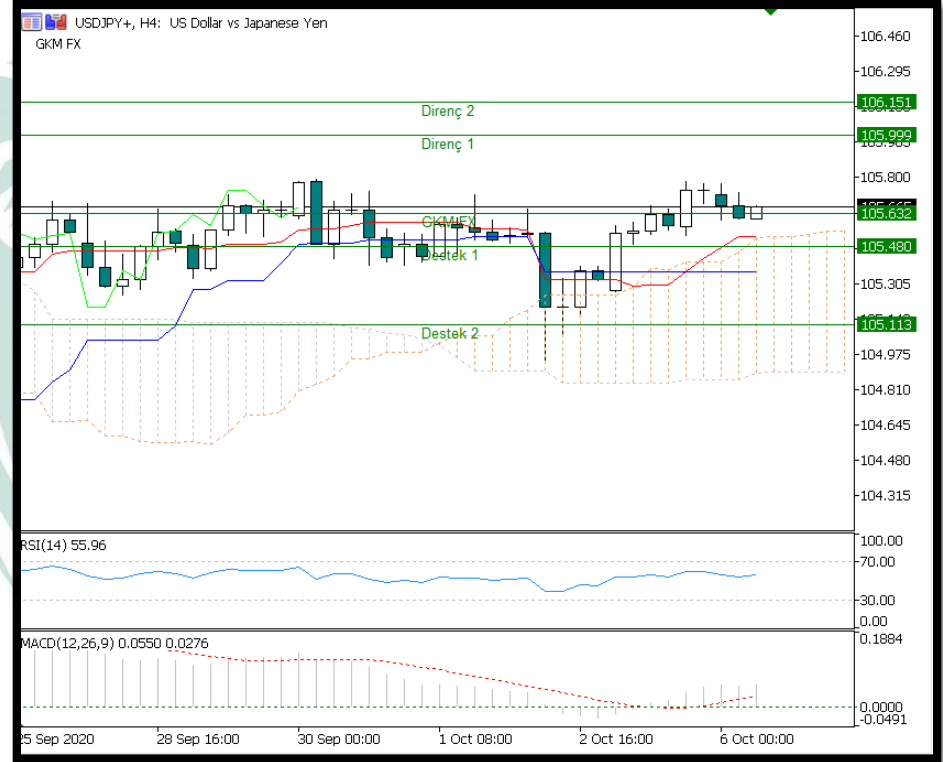 USDJPY+, H4: US Dollar vs Japanese Yen
GKM FX
106.460
106.295
106.151
Direnç 2
105.999
Direnç 1
105.800
105.632
GKM FX
105.480
Destek 1
105.305
105.113
Destek 2
104.975
104.810
104.645
104.480
104.315
RSI(14) 55.96
100.00
70.00
30.00
0.00
MACD(12,26,9) 0.0550 0.0276
0.1884
0.0000
-0.0491
25 Sep 2020
28 Sep 16:00
30 Sep 00:00
1 Oct 08:00
2 Oct 16:00
6 Oct 00:00